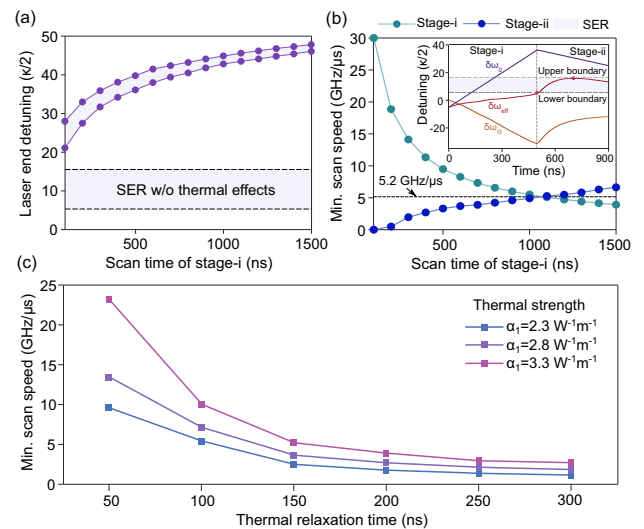 (a)
Laser end detuning (κ/2)
60
50
40
30
20
10
0
SER w/o thermal effects
500
1000
1500
Scan time of stage-i (ns)
(b)
Stage-i
Stage-ii
SER
Min. scan speed (GHz/μs)
30
25
20
15
10
5
0
5.2 GHz/μs
500
1000
1500
Scan time of stage-i (ns)
Detuning (κ/2)
20
0
-20
Stage-i
Stage-ii
δω₀
Upper boundary
δω_eff
Lower boundary
δω_Θ
0
300
600
900
Time (ns)
(c)
Min. scan speed (GHz/μs)
25
20
15
10
5
0
Thermal strength
α₁=2.3 W⁻¹m⁻¹
α₁=2.8 W⁻¹m⁻¹
α₁=3.3 W⁻¹m⁻¹
50
100
150
200
250
300
Thermal relaxation time (ns)